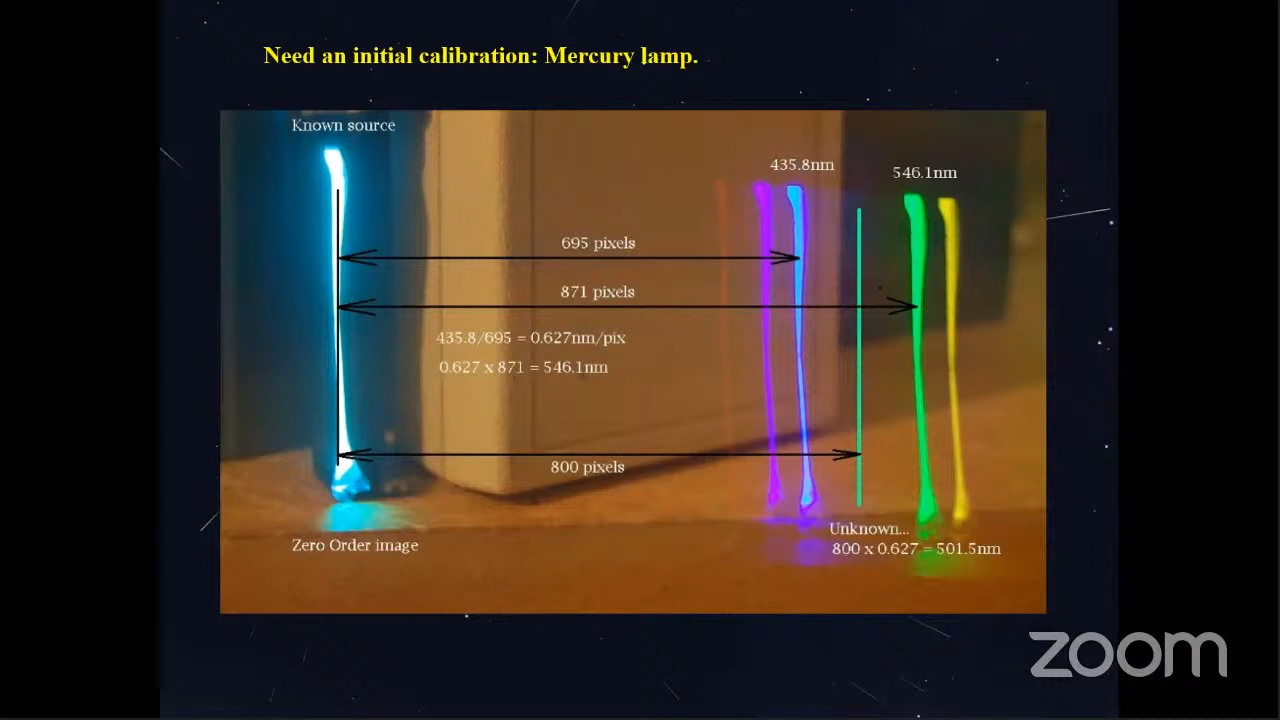 Need an initial calibration: Mercury lamp.
Known source
435.8nm
546.1nm
695 pixels
871 pixels
435.8/695 = 0.627nm/pix
0.627 x 871 = 546.1nm
800 pixels
Unknown...
800 x 0.627 = 501.5nm
Zero Order image
zoom